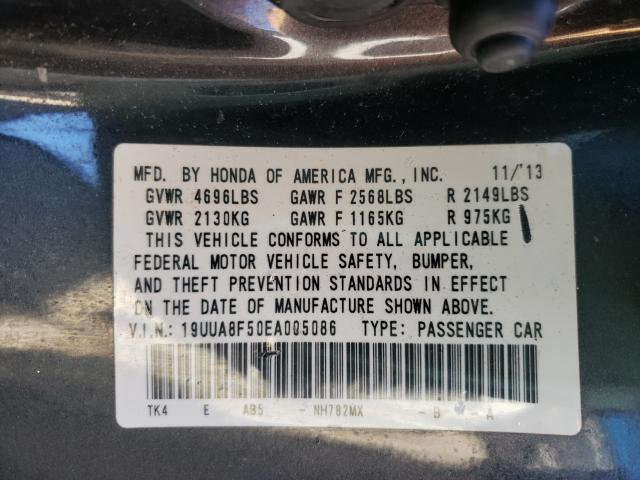 MFD. BY HONDA OF AMERICA MFG., INC. 11/'13
GVWR 4696LBS GAWR F 2568LBS R 2149LBS
GVWR 2130KG GAWR F 1165KG R 975KG
THIS VEHICLE CONFORMS TO ALL APPLICABLE
FEDERAL MOTOR VEHICLE SAFETY, BUMPER,
AND THEFT PREVENTION STANDARDS IN EFFECT
ON THE DATE OF MANUFACTURE SHOWN ABOVE.
V.I.N.: 19UUA8F50EA005086 TYPE: PASSENGER CAR
TK4 E AB5 - NH782MX - B - A